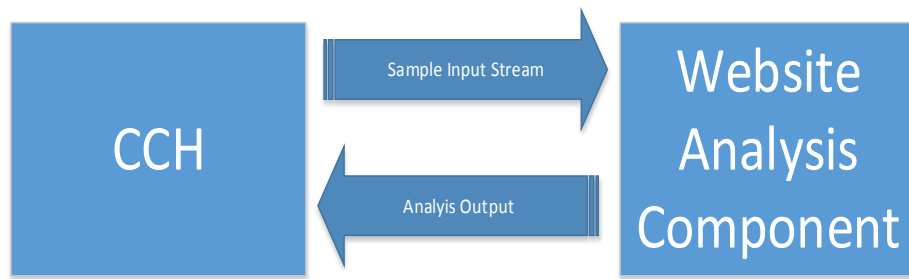 CCH
Sample Input Stream
Analyis Output
Website
Analysis
Component